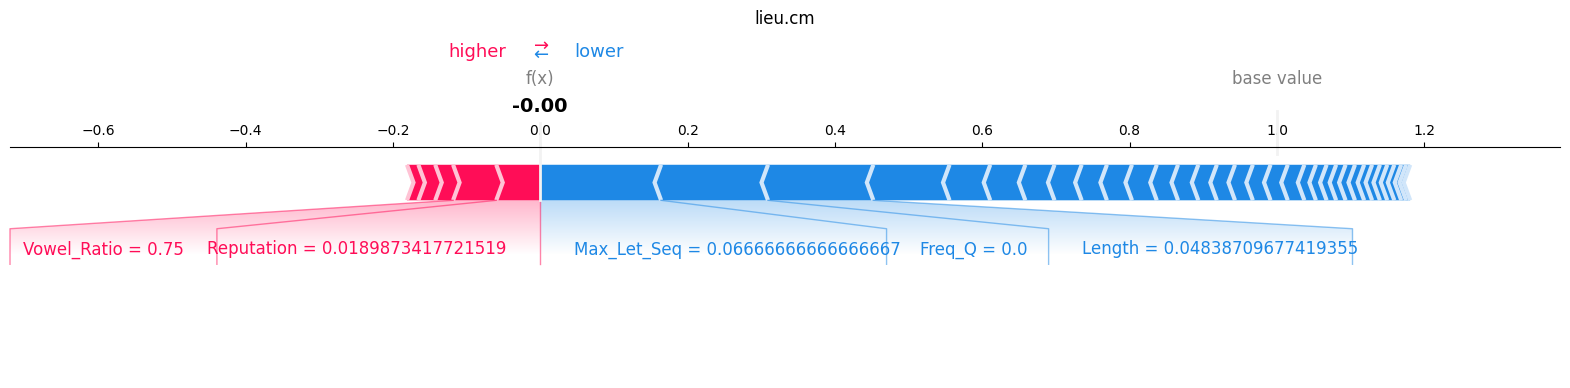 lieu.cm
higher ⇄ lower
f(x) base value
-0.00
−0.6 −0.4 −0.2 0.0 0.2 0.4 0.6 0.8 1.0 1.2
Vowel_Ratio = 0.75 Reputation = 0.0189873417721519 Max_Let_Seq = 0.06666666666666667 Freq_Q = 0.0 Length = 0.04838709677419355